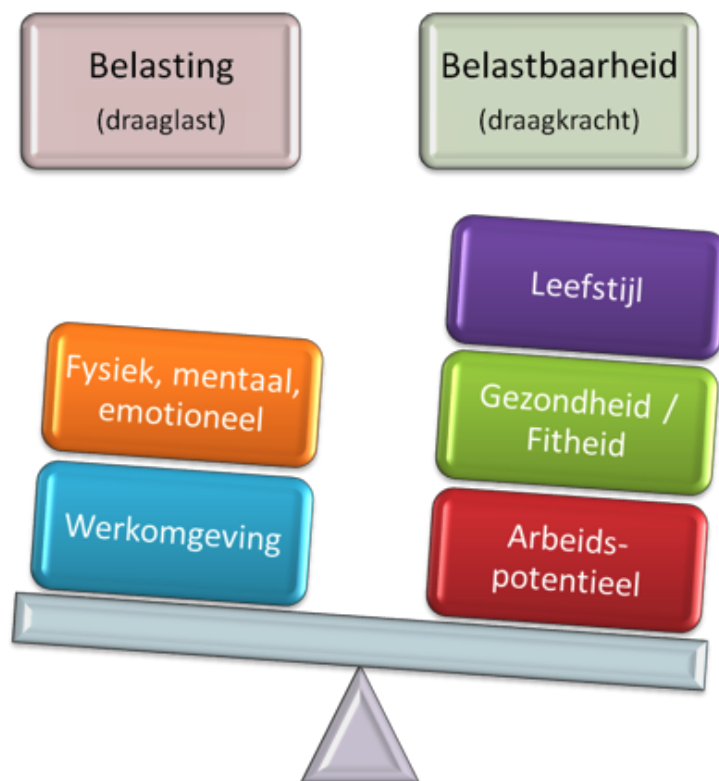 Belasting
(draaglast)
Belastbaarheid
(draagkracht)
Fysiek, mentaal,
emotioneel
Werkomgeving
Leefstijl
Gezondheid /
Fitheid
Arbeids-
potentieel